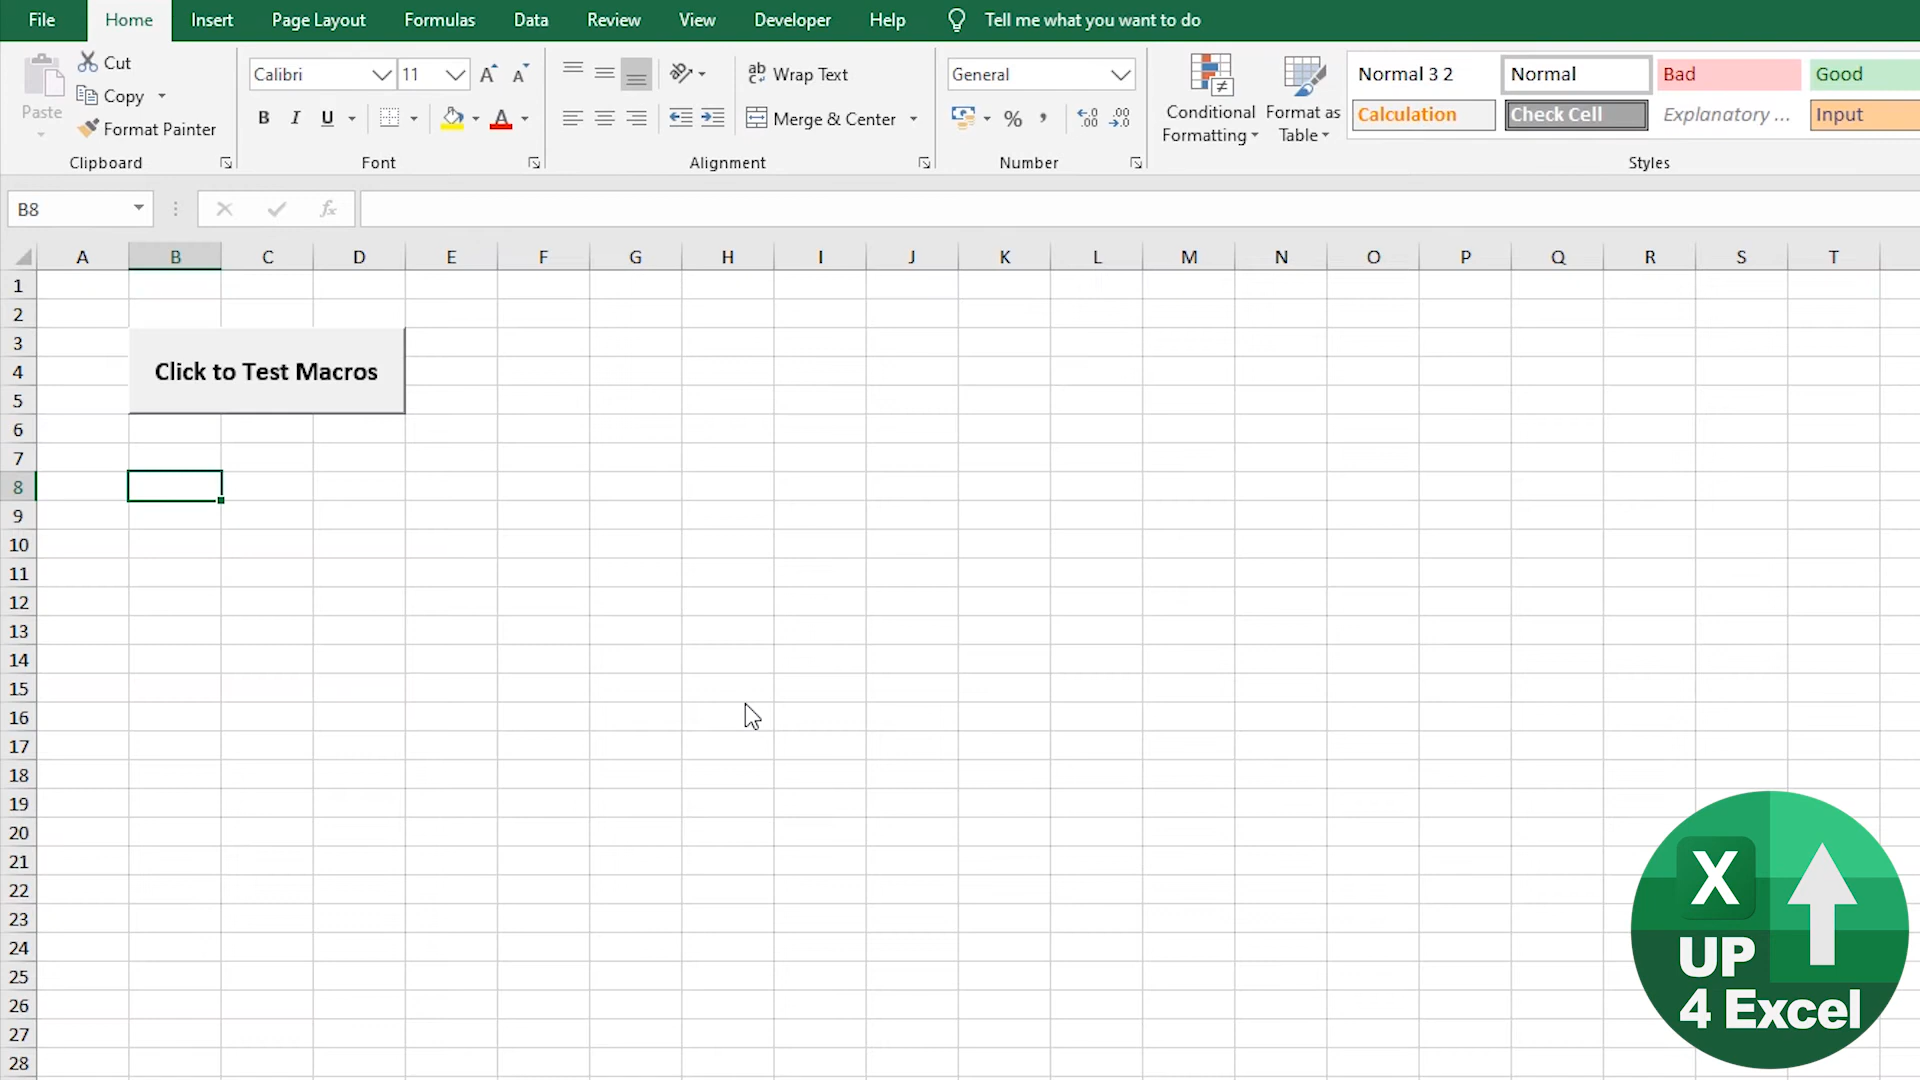 File Home Insert Page Layout Formulas Data Review View Developer Help Tell me what you want to do
Paste
Cut
Copy
Format Painter
Clipboard
Calibri 11
B I U
A
Font
ab Wrap Text
Merge & Center
Alignment
General
% ,
.00 .00
Number
Conditional Formatting
Format as Table
Normal 3 2 Normal Bad Good
Calculation Check Cell Explanatory ... Input
Styles
B8 fx
A B C D E F G H I J K L M N O P Q R S T
1
2
3
4
5
6
7
8
9
10
11
12
13
14
15
16
17
18
19
20
21
22
23
24
25
26
27
28
Click to Test Macros
X
UP
4 Excel